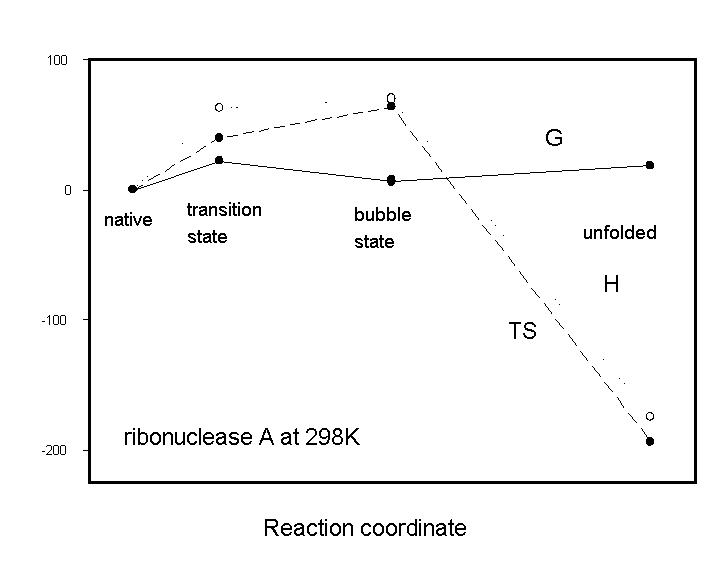 100
G
0
native
transition
state
bubble
state
unfolded
H
-100
TS
ribonuclease A at 298K
-200
Reaction coordinate